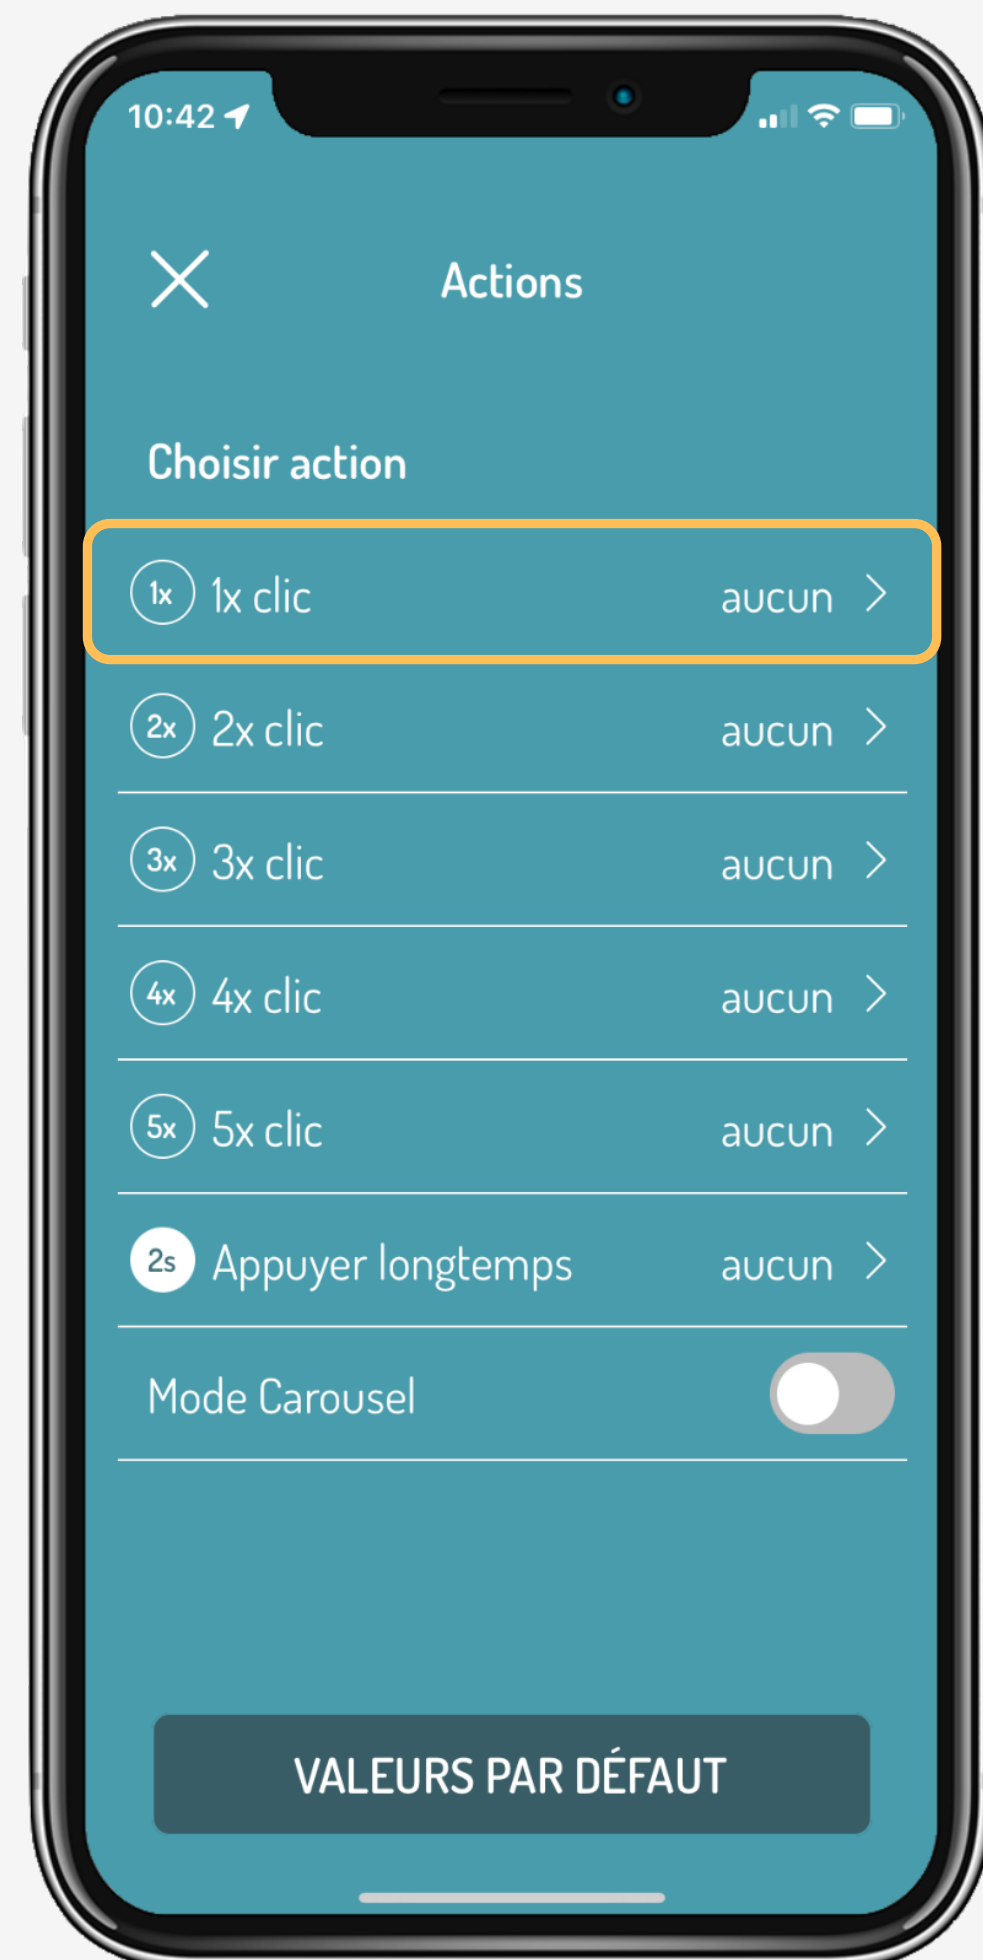 10:42
Actions
Choisir action
1x 1x clic aucun
2x 2x clic aucun
3x 3x clic aucun
4x 4x clic aucun
5x 5x clic aucun
2s Appuyer longtemps aucun
Mode Carousel
VALEURS PAR DÉFAUT